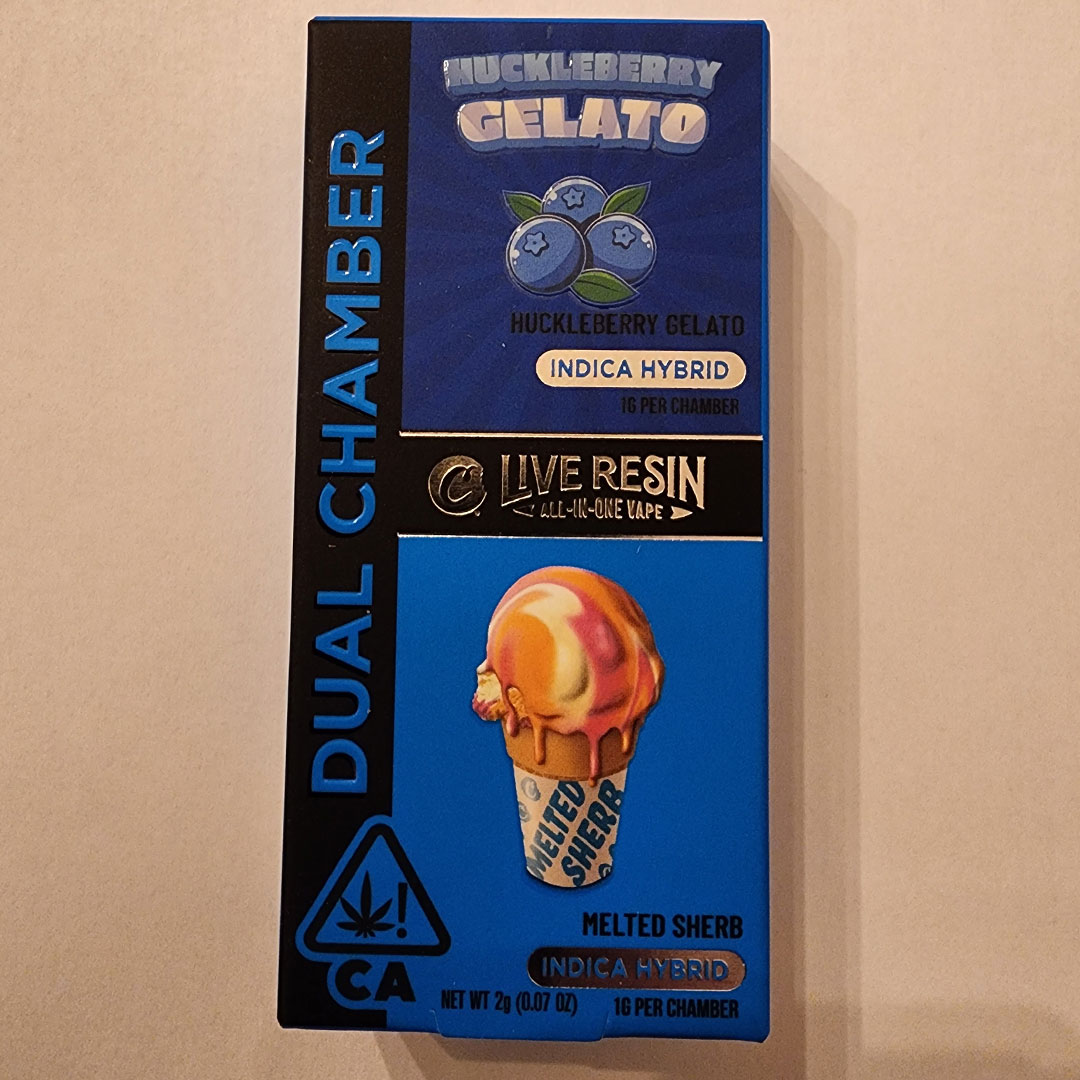 DUAL CHAMBER
HUCKLEBERRY
GELATO
HUCKLEBERRY GELATO
INDICA HYBRID
1G PER CHAMBER
C LIVE RESIN
ALL-IN-ONE VAPE
MELTED
SHERB
MELTED SHERB
INDICA HYBRID
1G PER CHAMBER
NET WT 2g (0.07 OZ)
!
CA